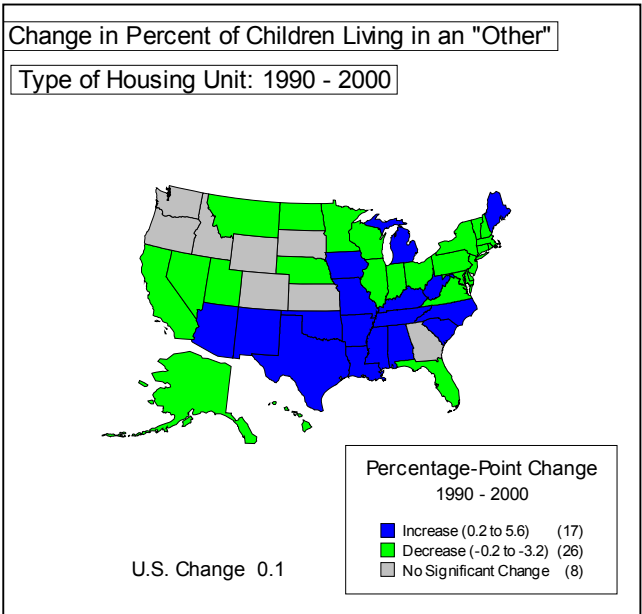 Change in Percent of Children Living in an "Other"
Type of Housing Unit: 1990 - 2000
Percentage-Point Change
1990 - 2000
Increase (0.2 to 5.6) (17)
Decrease (-0.2 to -3.2) (26)
No Significant Change (8)
U.S. Change 0.1